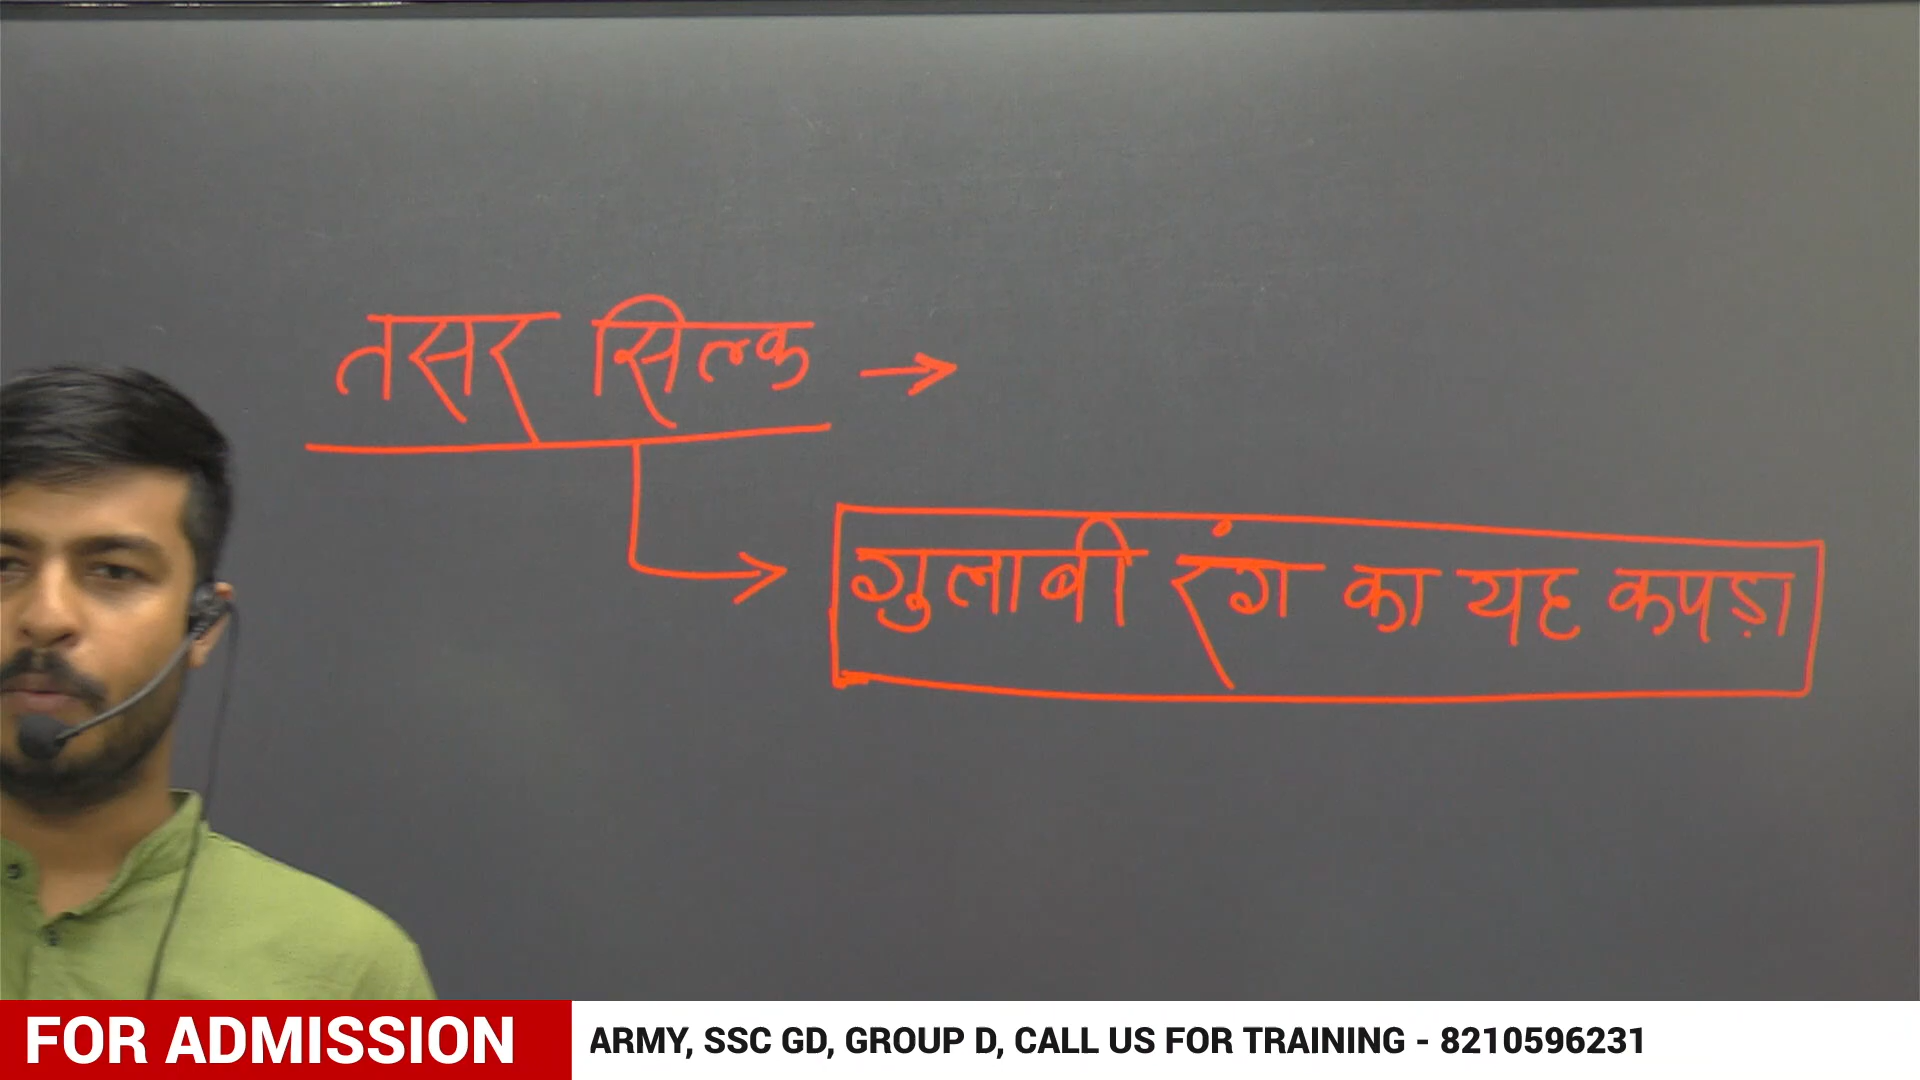 तसर सिल्क →
गुलाबी रंग का यह कपड़ा
FOR ADMISSION
ARMY, SSC GD, GROUP D, CALL US FOR TRAINING - 8210596231